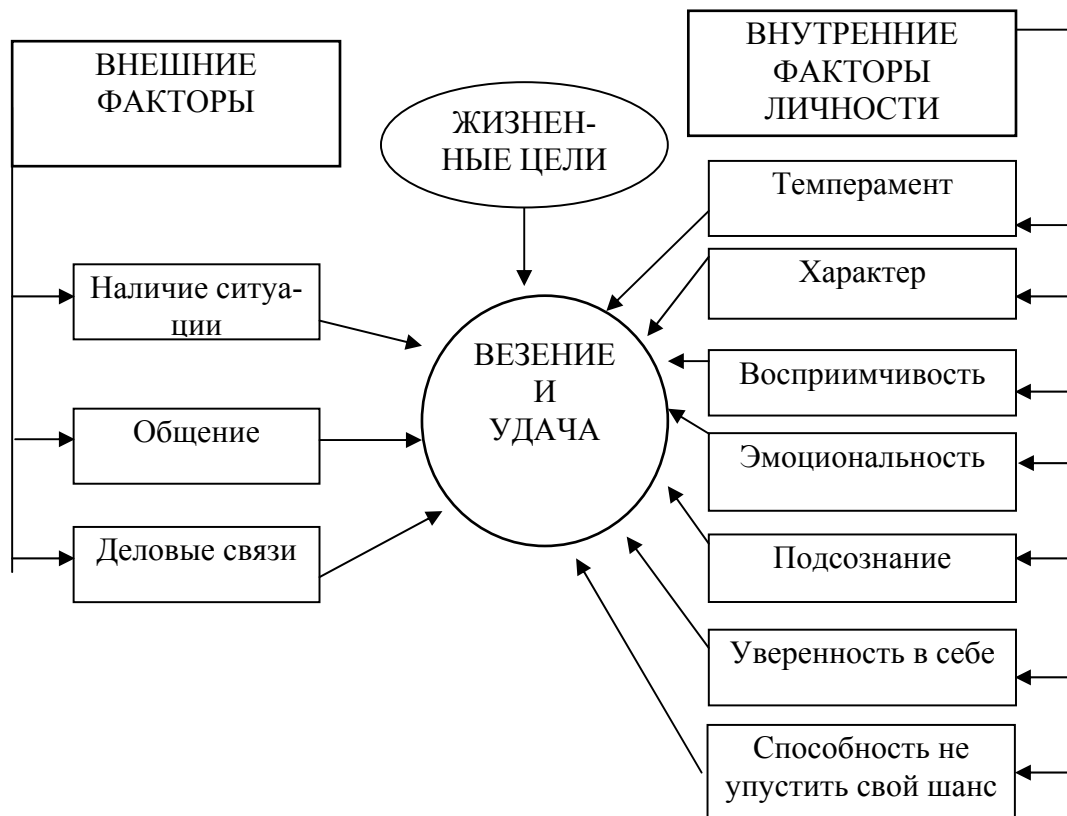 ВНЕШНИЕ
ФАКТОРЫ
ЖИЗНЕН-
НЫЕ ЦЕЛИ
ВНУТРЕННИЕ
ФАКТОРЫ
ЛИЧНОСТИ
Наличие ситуа-
ции
Общение
Деловые связи
ВЕЗЕНИЕ
И
УДАЧА
Темперамент
Характер
Восприимчивость
Эмоциональность
Подсознание
Уверенность в себе
Способность не
упустить свой шанс